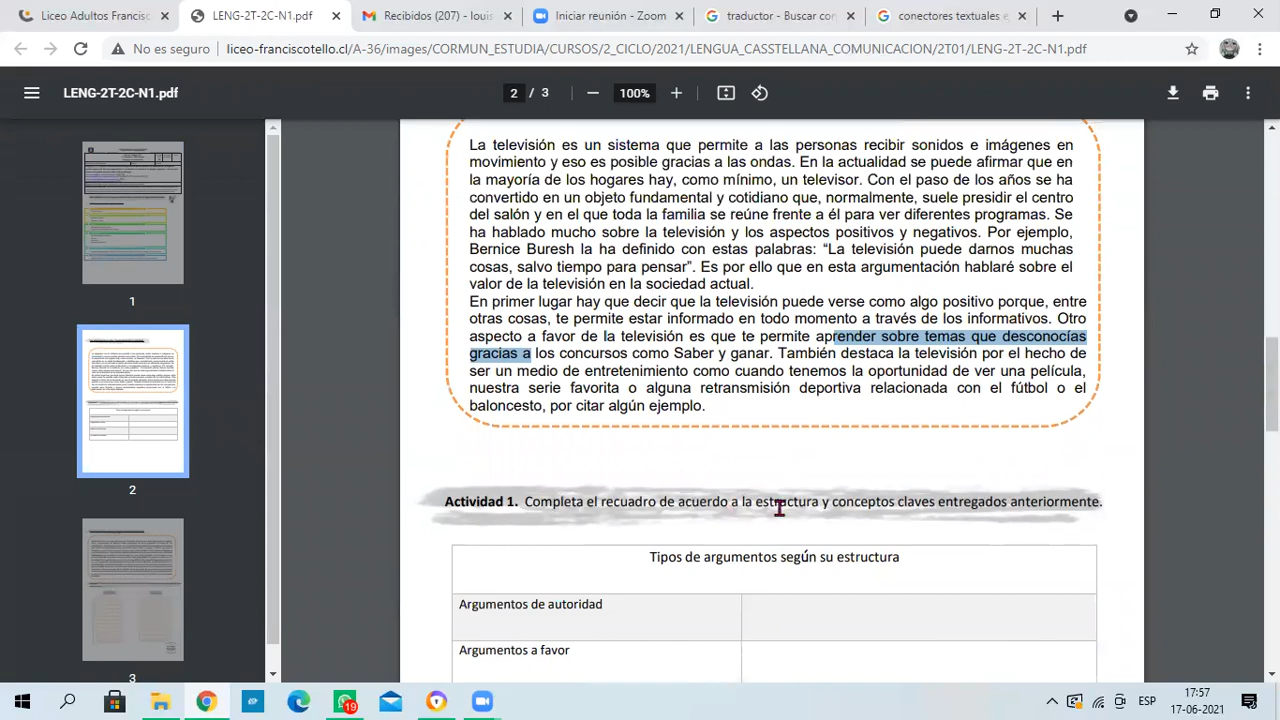 Liceo Adultos Francisc
LENG-2T-2C-N1.pdf
Recibidos (207) - louis
Iniciar reunión - Zoom
traductor - Buscar con
conectores textuales e
No es seguro
liceo-franciscotello.cl/A-36/images/CORMUN_ESTUDIA/CURSOS/2_CICLO/2021/LENGUA_CASSTELLANA_COMUNICACION/2T01/LENG-2T-2C-N1.pdf
LENG-2T-2C-N1.pdf
2 / 3
100%
1
2
3
La televisión es un sistema que permite a las personas recibir sonidos e imágenes en
movimiento y eso es posible gracias a las ondas. En la actualidad se puede afirmar que en
la mayoría de los hogares hay, como mínimo, un televisor. Con el paso de los años se ha
convertido en un objeto fundamental y cotidiano que, normalmente, suele presidir el centro
del salón y en el que toda la familia se reúne frente a él para ver diferentes programas. Se
ha hablado mucho sobre la televisión y los aspectos positivos y negativos. Por ejemplo,
Bernice Buresh la ha definido con estas palabras: “La televisión puede darnos muchas
cosas, salvo tiempo para pensar”. Es por ello que en esta argumentación hablaré sobre el
valor de la televisión en la sociedad actual.
En primer lugar hay que decir que la televisión puede verse como algo positivo porque, entre
otras cosas, te permite estar informado en todo momento a través de los informativos. Otro
aspecto a favor de la televisión es que te permite aprender sobre temas que desconocías
gracias a los concursos como Saber y ganar. También destaca la televisión por el hecho de
ser un medio de entretenimiento como cuando tenemos la oportunidad de ver una película,
nuestra serie favorita o alguna retransmisión deportiva relacionada con el fútbol o el
baloncesto, por citar algún ejemplo.
Actividad 1. Completa el recuadro de acuerdo a la estructura y conceptos claves entregados anteriormente.
Tipos de argumentos según su estructura
Argumentos de autoridad
Argumentos a favor
19
ESP
17:57
17-06-2021